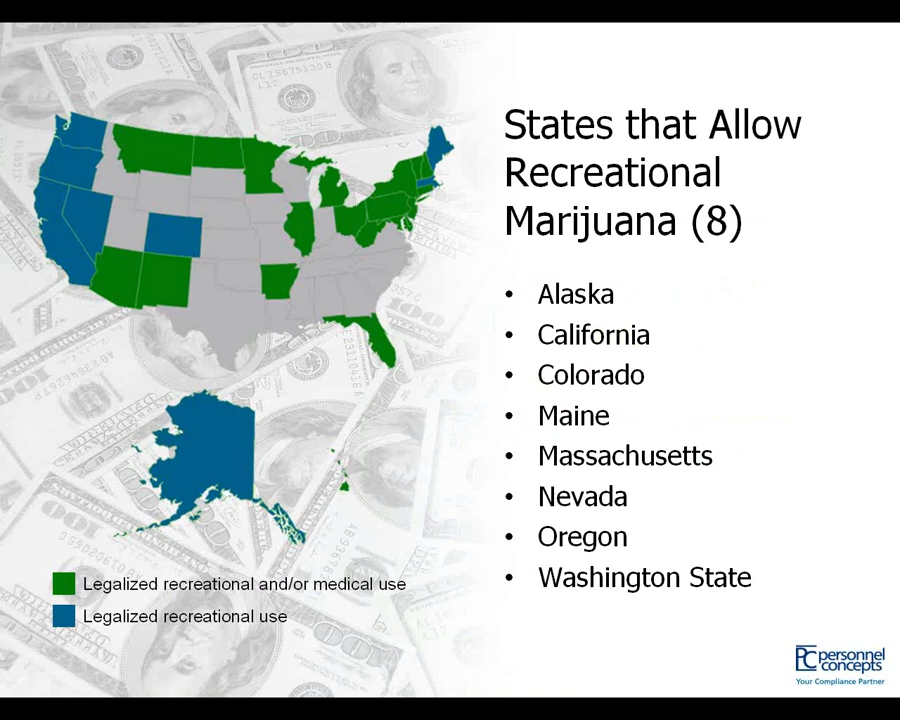 States that Allow
Recreational
Marijuana (8)
• Alaska
• California
• Colorado
• Maine
• Massachusetts
• Nevada
• Oregon
• Washington State
Legalized recreational and/or medical use
Legalized recreational use
PC personnel
concepts
Your Compliance Partner